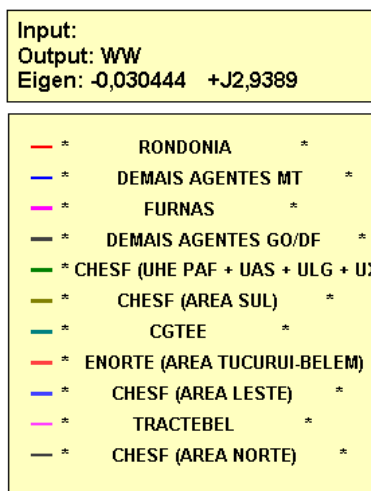 Input:
Output: WW
Eigen: -0,030444 +J2,9389
* RONDONIA *
* DEMAIS AGENTES MT *
* FURNAS *
* DEMAIS AGENTES GO/DF *
* CHESF (UHE PAF + UAS + ULG + UX
* CHESF (AREA SUL) *
* CGTEE *
* ENORTE (AREA TUCURUI-BELEM)
* CHESF (AREA LESTE) *
* TRACTEBEL *
* CHESF (AREA NORTE) *